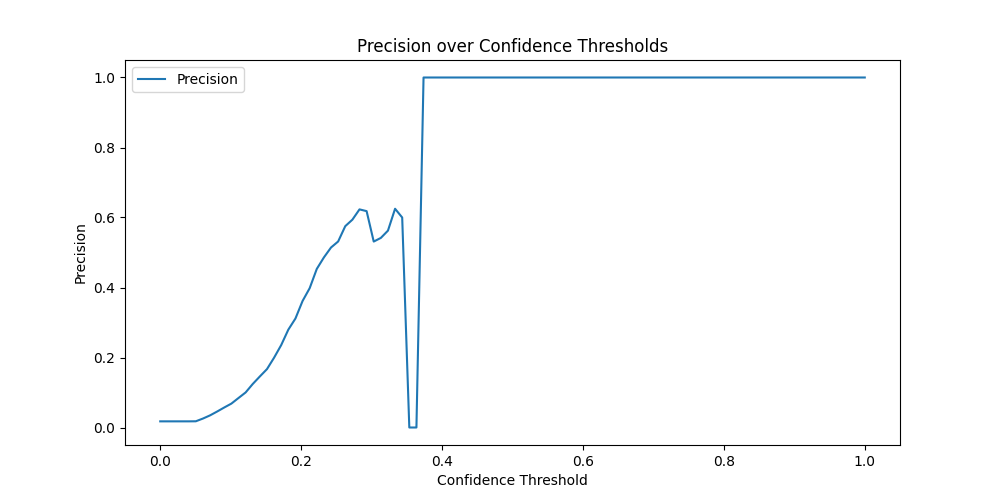 Precision over Confidence Thresholds
Precision
1.0
0.8
0.6
0.4
0.2
0.0
Precision
0.0 0.2 0.4 0.6 0.8 1.0
Confidence Threshold